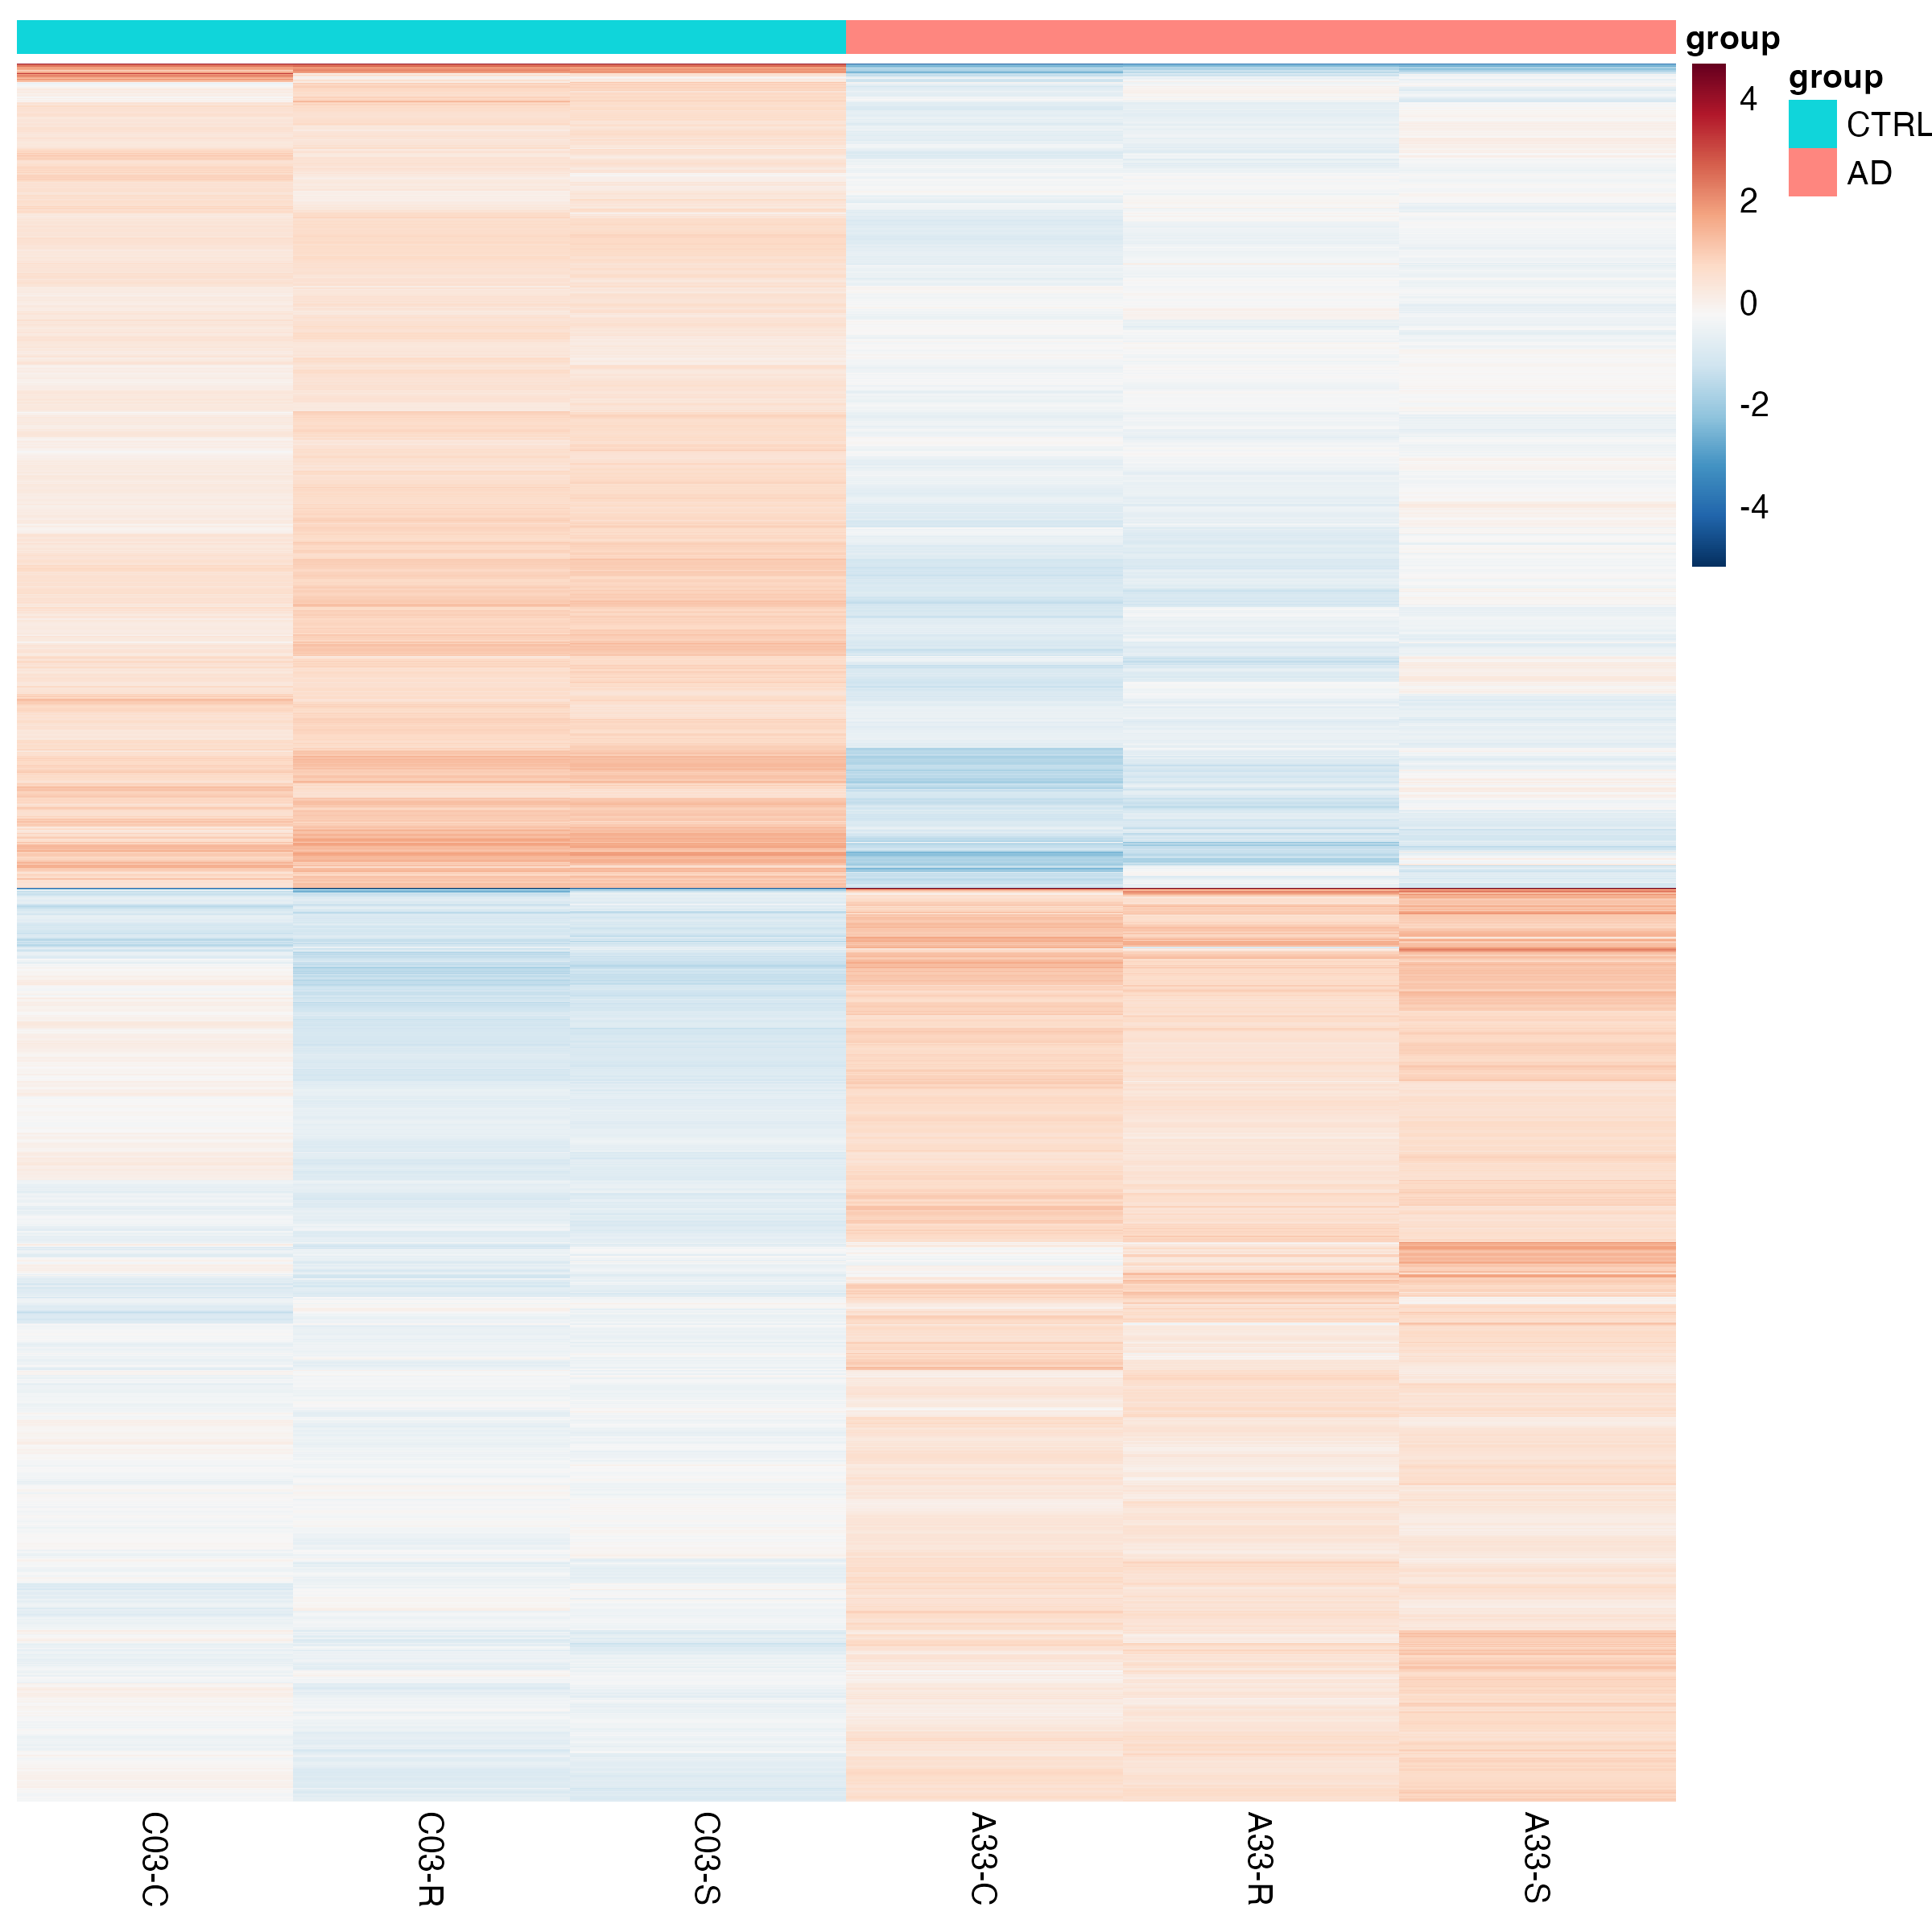 group
group
CTRL
AD
4
2
0
-2
-4
C03-C
C03-R
C03-S
A33-C
A33-R
A33-S